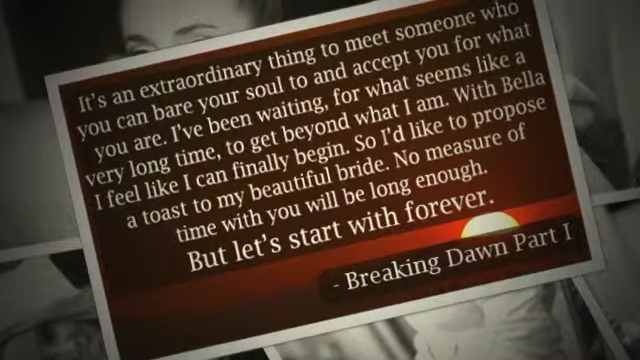 It's an extraordinary thing to meet someone who
you can bare your soul to and accept you for what
you are. I've been waiting, for what seems like a
very long time, to get beyond what I am. With Bella
I feel like I can finally begin. So I'd like to propose
a toast to my beautiful bride. No measure of
time with you will be long enough.
But let's start with forever.
- Breaking Dawn Part I